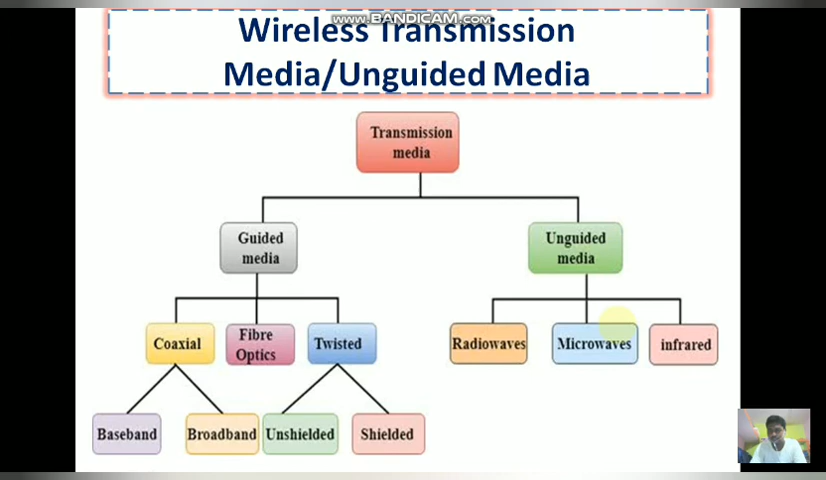 www.BANDICAM.com
Wireless Transmission
Media/Unguided Media
Transmission
media
Guided
media
Unguided
media
Coaxial
Fibre
Optics
Twisted
Radiowaves
Microwaves
infrared
Baseband
Broadband
Unshielded
Shielded